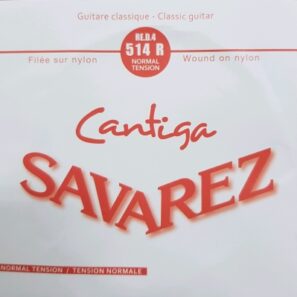 Guitare classique - Classic guitar
RE.D.4
Filée sur nylon 514 R Wound on nylon
NORMAL
TENSION
Cantiga
SAVAREZ
NORMAL TENSION / TENSION NORMALE